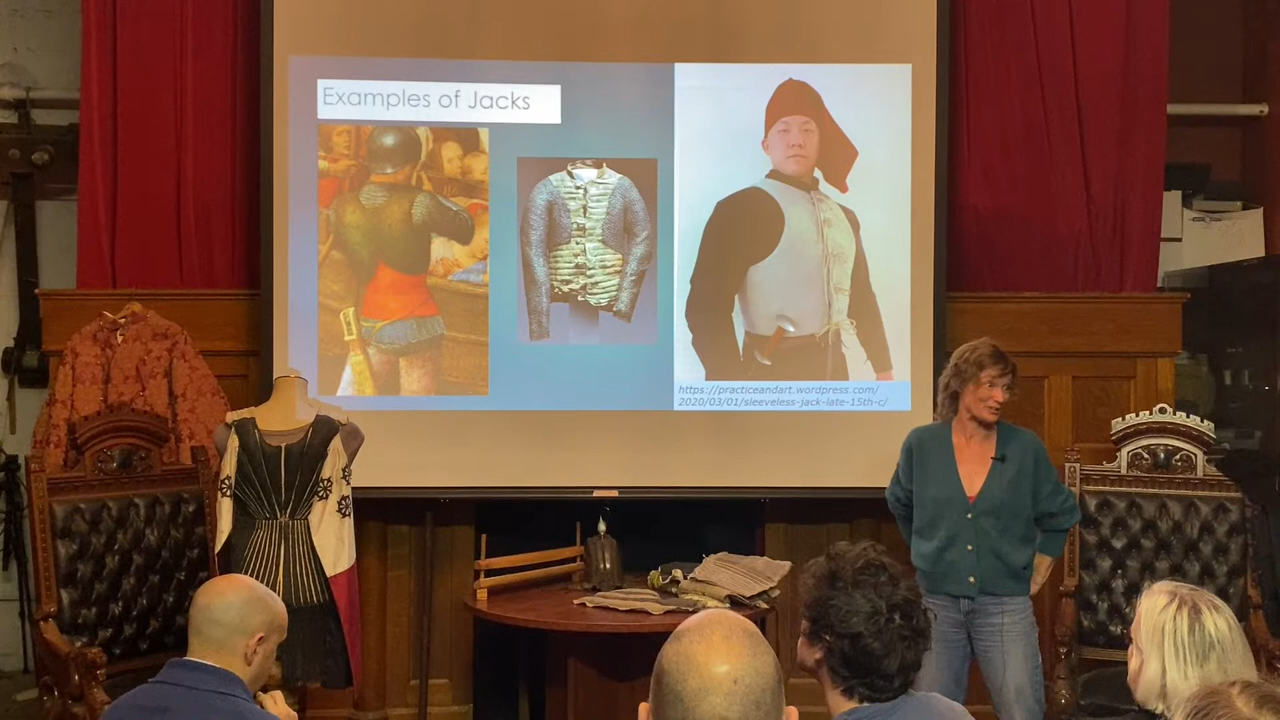 Examples of Jacks
https://practiceandart.wordpress.com/
2020/03/01/sleeveless-jack-late-15th-c/